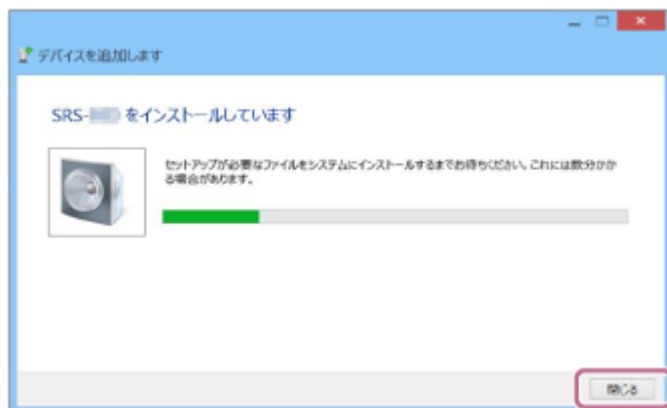 デバイスを追加します
SRS- をインストールしています
セットアップが必要なファイルをシステムにインストールするまでお待ちください。これには数分かか
る場合があります。
閉じる